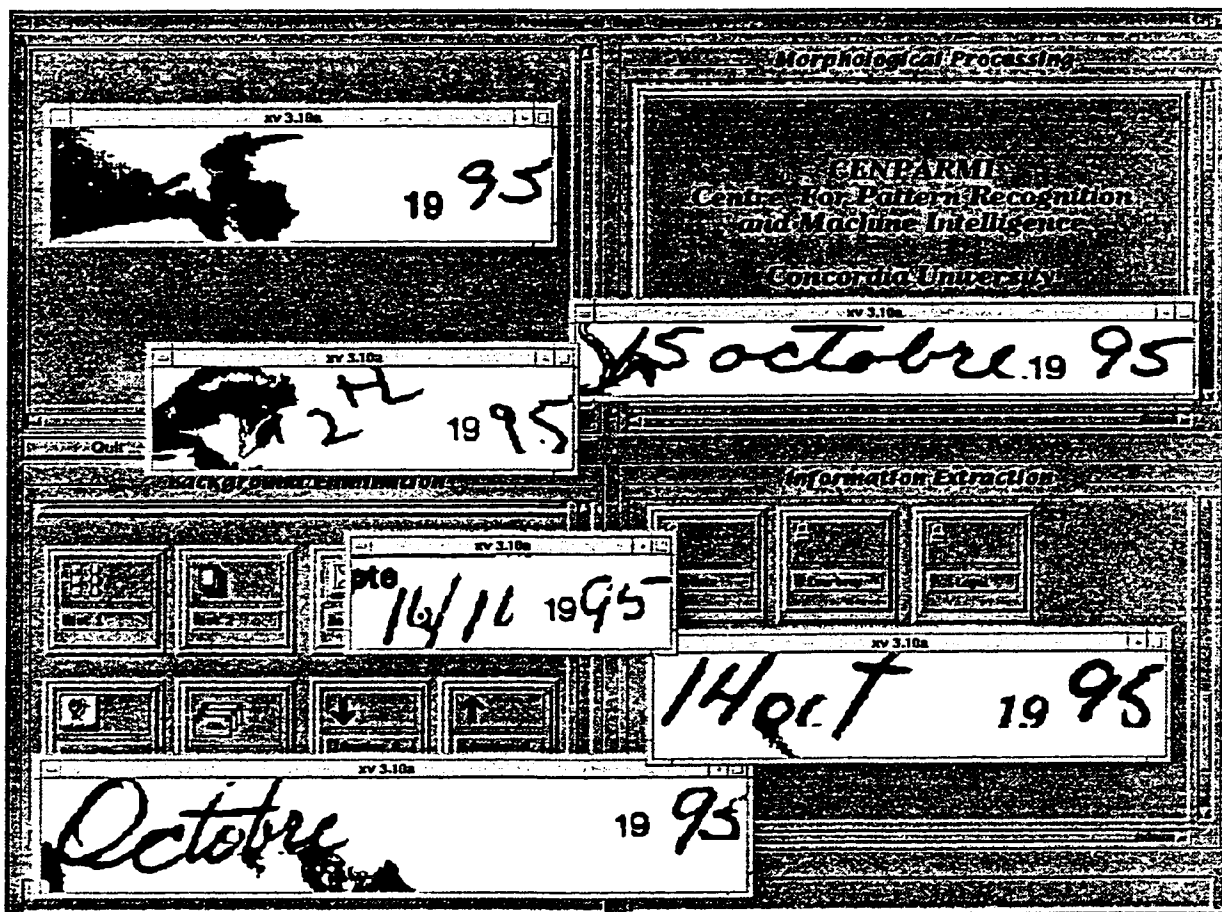 Morphological Processing
xv 3.10a
19 95
CENPARMI
Centre For Pattern Recognition
and Machine Intelligence
Concordia University
xv 3.10a
15 octobre 19 95
xv 3.10a
2 19 95
Quit
Background Elimination
Information Extraction
xv 3.10a
pte
16/11 19 95
xv 3.10a
14 oct 19 95
xv 3.10a
Octobre 19 95